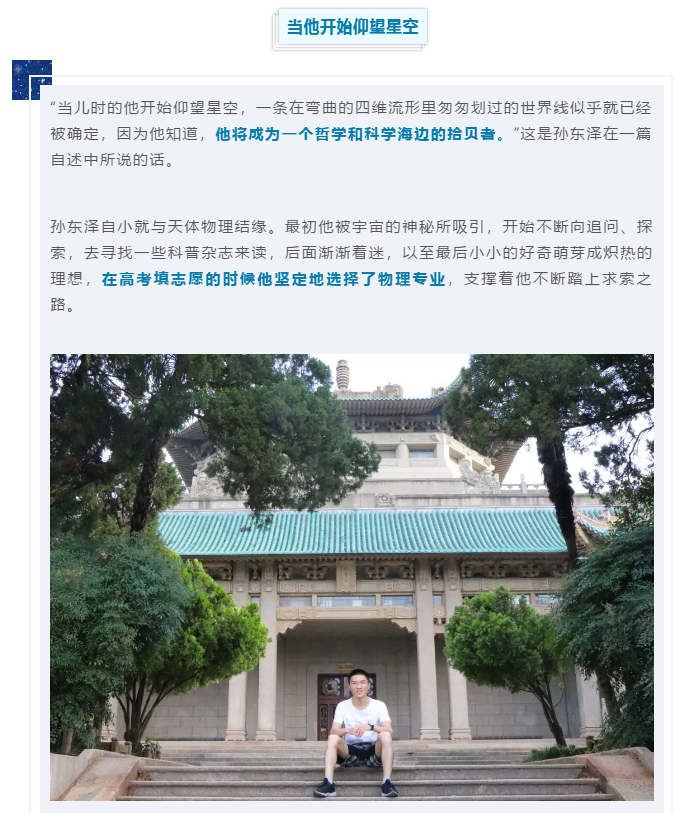 当他开始仰望星空
“当儿时的他开始仰望星空，一条在弯曲的四维流形里匆匆划过的世界线似乎就已经
被确定，因为他知道，他将成为一个哲学和科学海边的拾贝者。”这是孙东泽在一篇
自述中所说的话。
孙东泽自小就与天体物理结缘。最初他被宇宙的神秘所吸引，开始不断向追问、探
索，去寻找一些科普杂志来读，后面渐渐着迷，以至最后小小的好奇萌芽成炽热的
理想，在高考填志愿的时候他坚定地选择了物理专业，支撑着他不断踏上求索之
路。